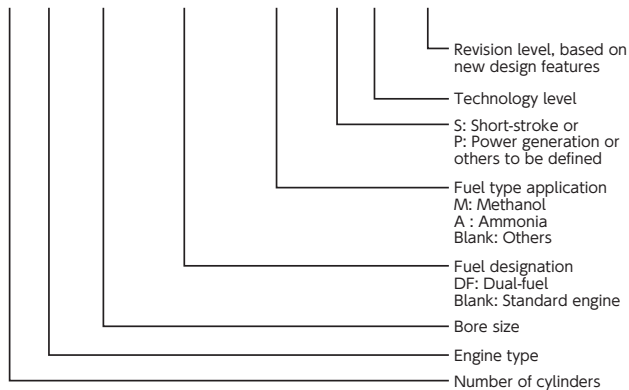 Revision level, based on
new design features
Technology level
S: Short-stroke or
P: Power generation or
others to be defined
Fuel type application
M: Methanol
A : Ammonia
Blank: Others
Fuel designation
DF: Dual-fuel
Blank: Standard engine
Bore size
Engine type
Number of cylinders